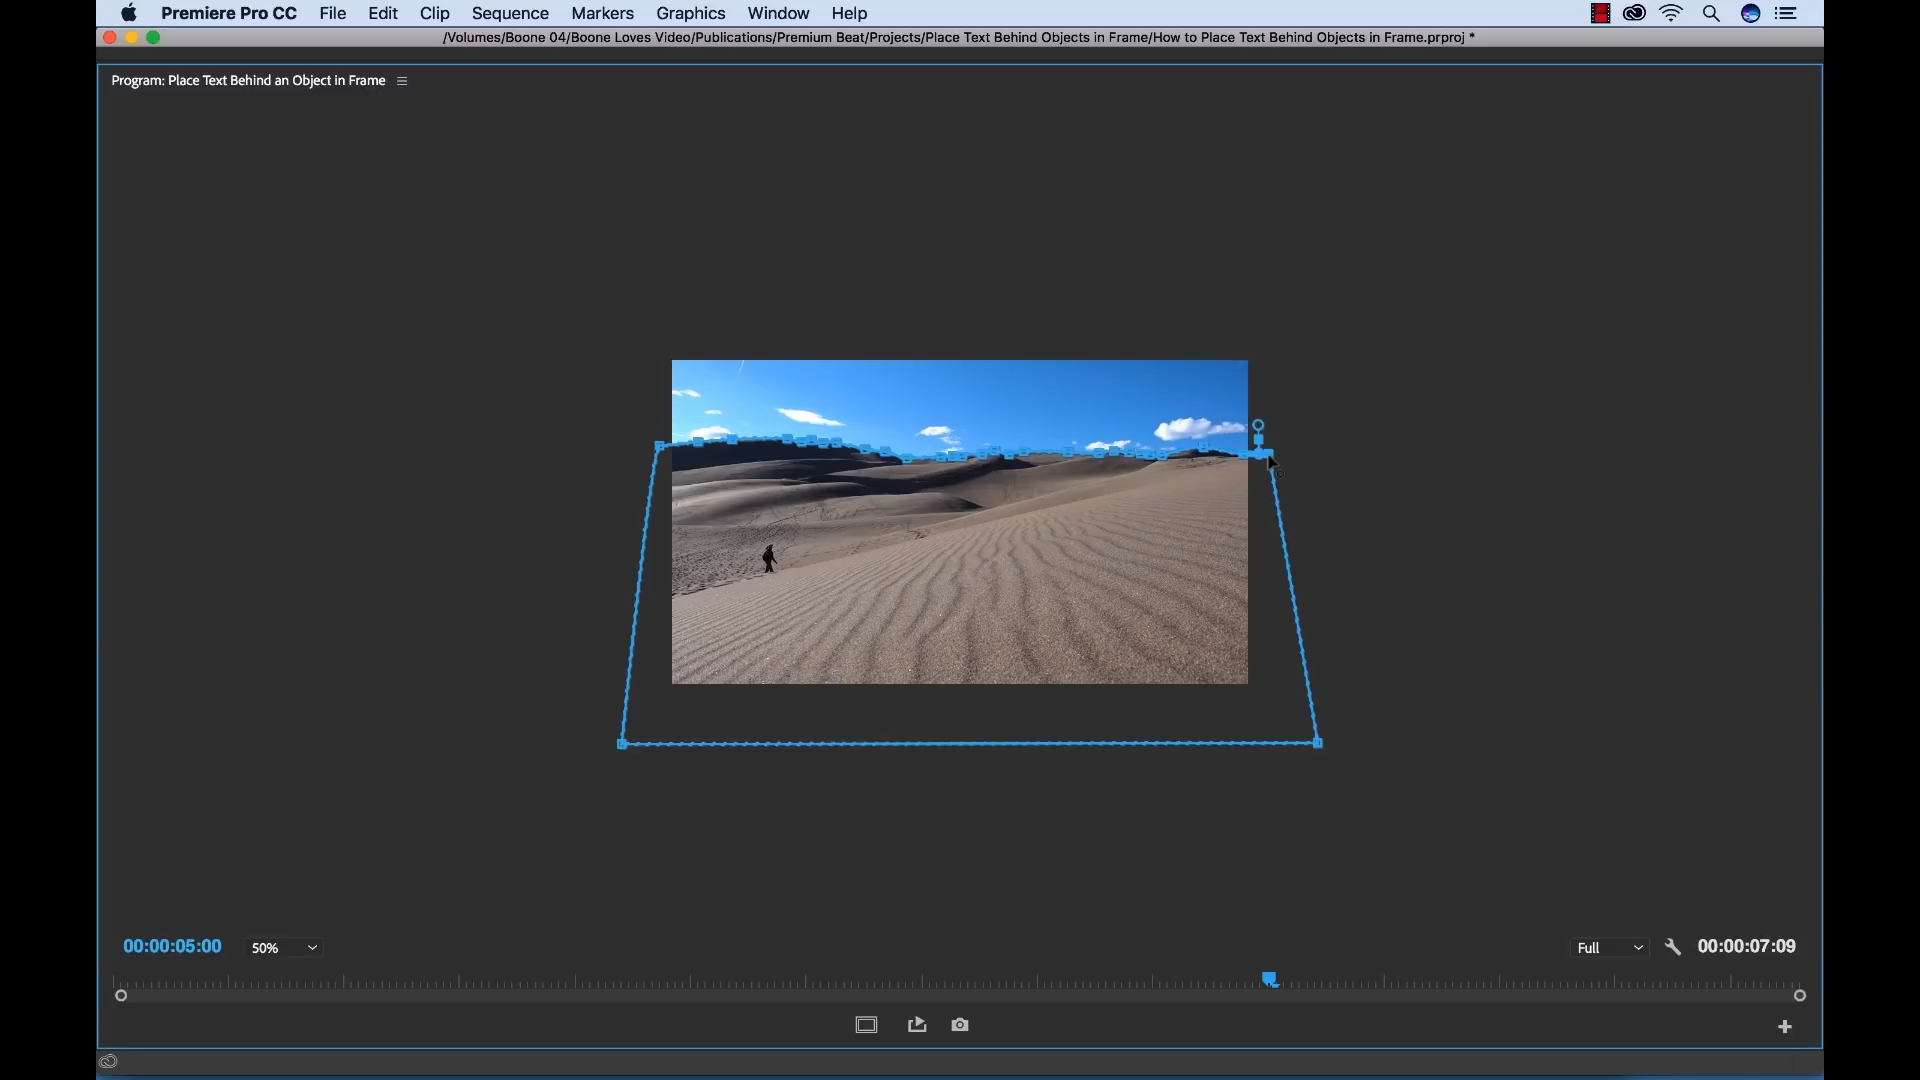 Premiere Pro CC File Edit Clip Sequence Markers Graphics Window Help
/Volumes/Boone 04/Boone Loves Video/Publications/Premium Beat/Projects/Place Text Behind Objects in Frame/How to Place Text Behind Objects in Frame.prproj *
Program: Place Text Behind an Object in Frame
00:00:05:00 50% Full 00:00:07:09